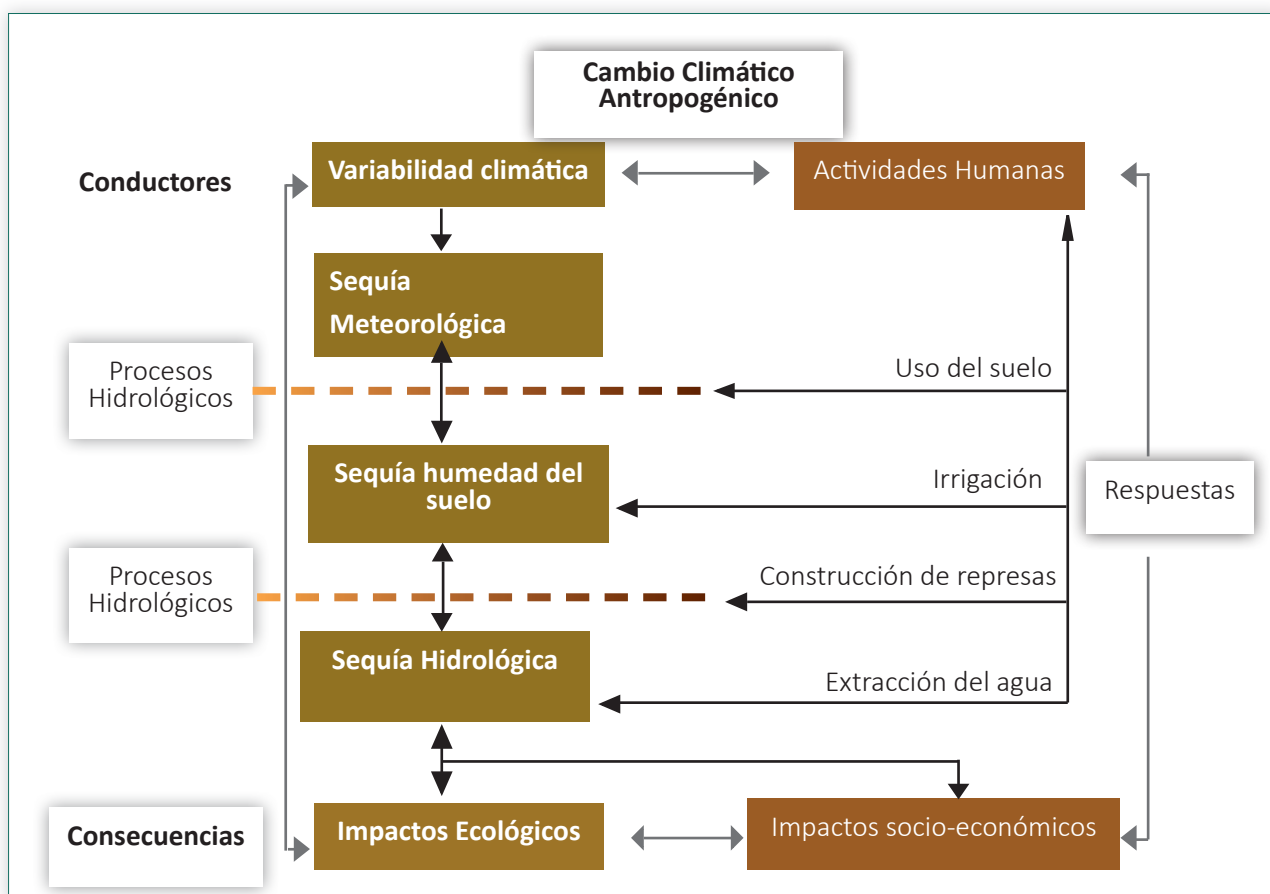 Cambio Climático
Antropogénico
Conductores
Variabilidad climática
Actividades Humanas
Sequía
Meteorológica
Procesos
Hidrológicos
Uso del suelo
Sequía humedad del
suelo
Irrigación
Respuestas
Procesos
Hidrológicos
Construcción de represas
Sequía Hidrológica
Extracción del agua
Consecuencias
Impactos Ecológicos
Impactos socio-económicos